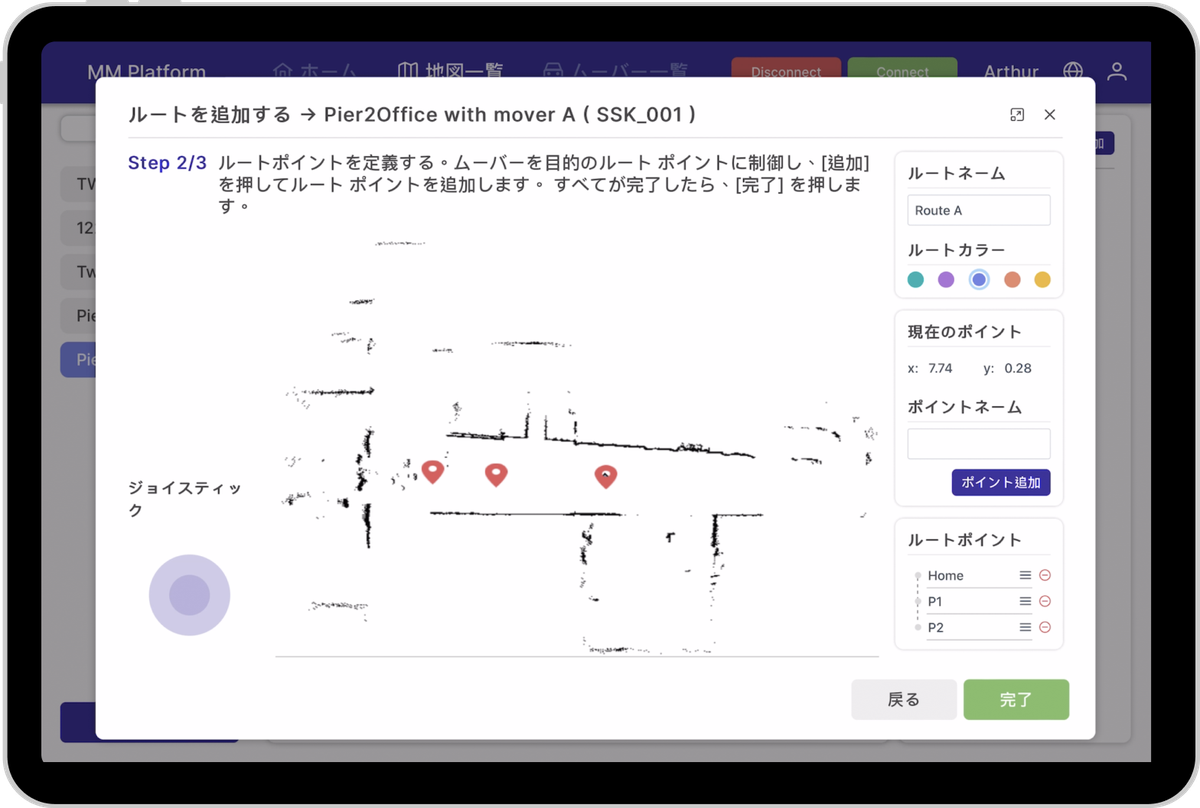 MM Platform
ホーム
地図一覧
ムーバー一覧
Disconnect
Connect
Arthur
ルートを追加する → Pier2Office with mover A ( SSK_001 )
Step 2/3 ルートポイントを定義する。ムーバーを目的のルート ポイントに制御し、[追加]
を押してルート ポイントを追加します。 すべてが完了したら、[完了] を押しま
す。
ジョイスティッ
ク
ルートネーム
Route A
ルートカラー
現在のポイント
x: 7.74 y: 0.28
ポイントネーム
ポイント追加
ルートポイント
Home
P1
P2
戻る
完了
TW
12
Tw
Pie
Pie
加